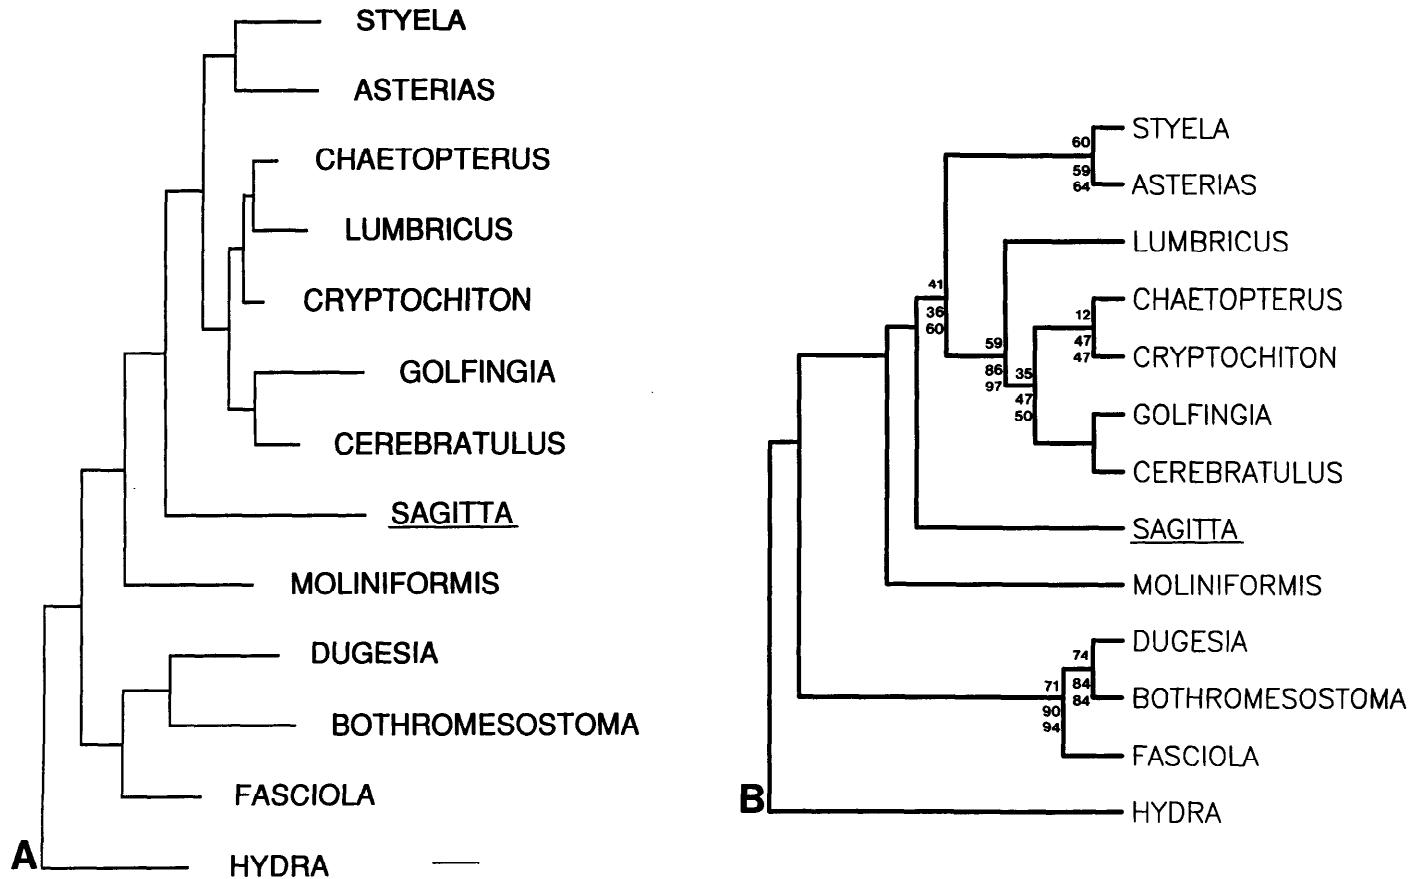 STYELA
ASTERIAS
CHAETOPTERUS
LUMBRICUS
CRYPTOCHITON
GOLFINGIA
CEREBRATULUS
SAGITTA
MOLINIFORMIS
DUGESIA
BOTHROMESOSTOMA
FASCIOLA
A
HYDRA
STYELA
60
59
64
ASTERIAS
LUMBRICUS
41
36
60
CHAETOPTERUS
12
47
47
59
86
97
CRYPTOCHITON
35
47
50
GOLFINGIA
CEREBRATULUS
SAGITTA
MOLINIFORMIS
DUGESIA
74
84
84
71
90
94
BOTHROMESOSTOMA
FASCIOLA
B
HYDRA